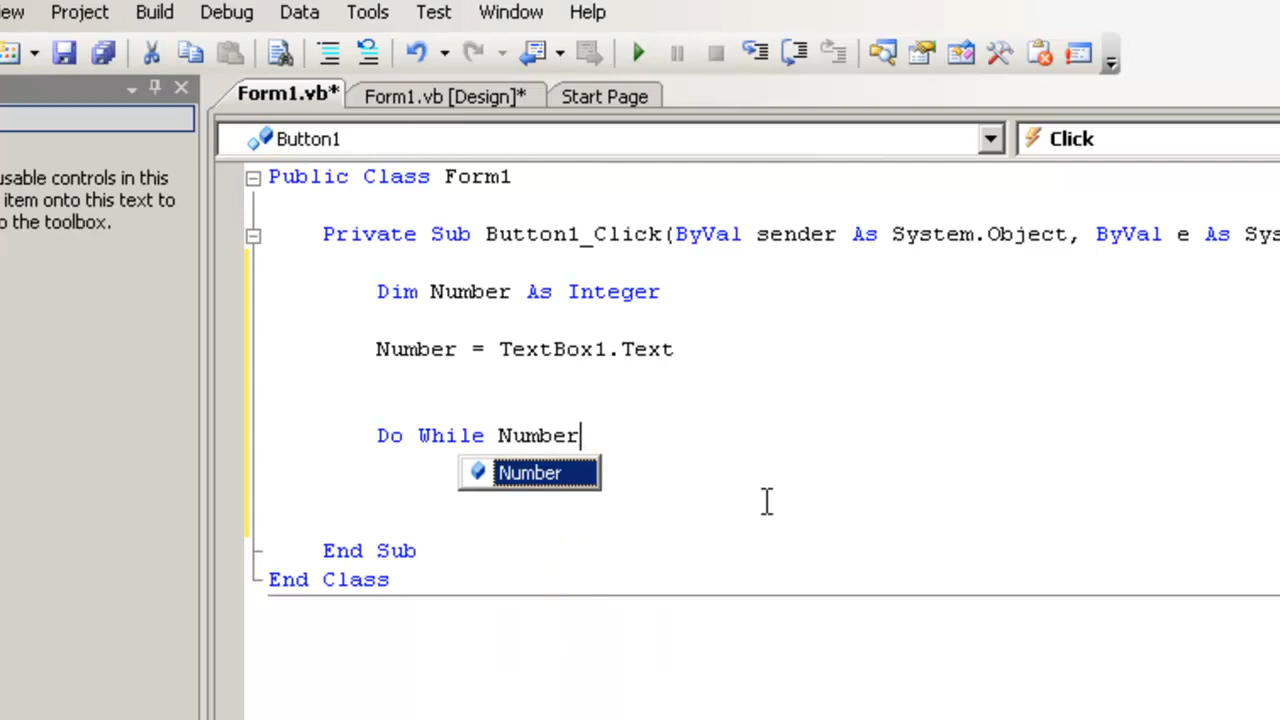 iew Project Build Debug Data Tools Test Window Help
Form1.vb* Form1.vb [Design]* Start Page
Button1 Click
usable controls in this
item onto this text to
o the toolbox.
Public Class Form1
Private Sub Button1_Click(ByVal sender As System.Object, ByVal e As Sys
Dim Number As Integer
Number = TextBox1.Text
Do While Number
Number
End Sub
End Class